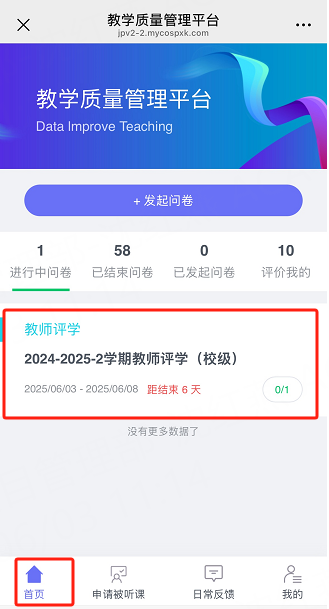 教学质量管理平台
jpv2-2.mycospxk.com
教学质量管理平台
Data Improve Teaching
+ 发起问卷
1 58 0 10
进行中问卷 已结束问卷 已发起问卷 评价我的
教师评学
2024-2025-2学期教师评学（校级）
2025/06/03 - 2025/06/08 距结束 6 天 0/1
没有更多数据了
首页 申请被听课 日常反馈 我的